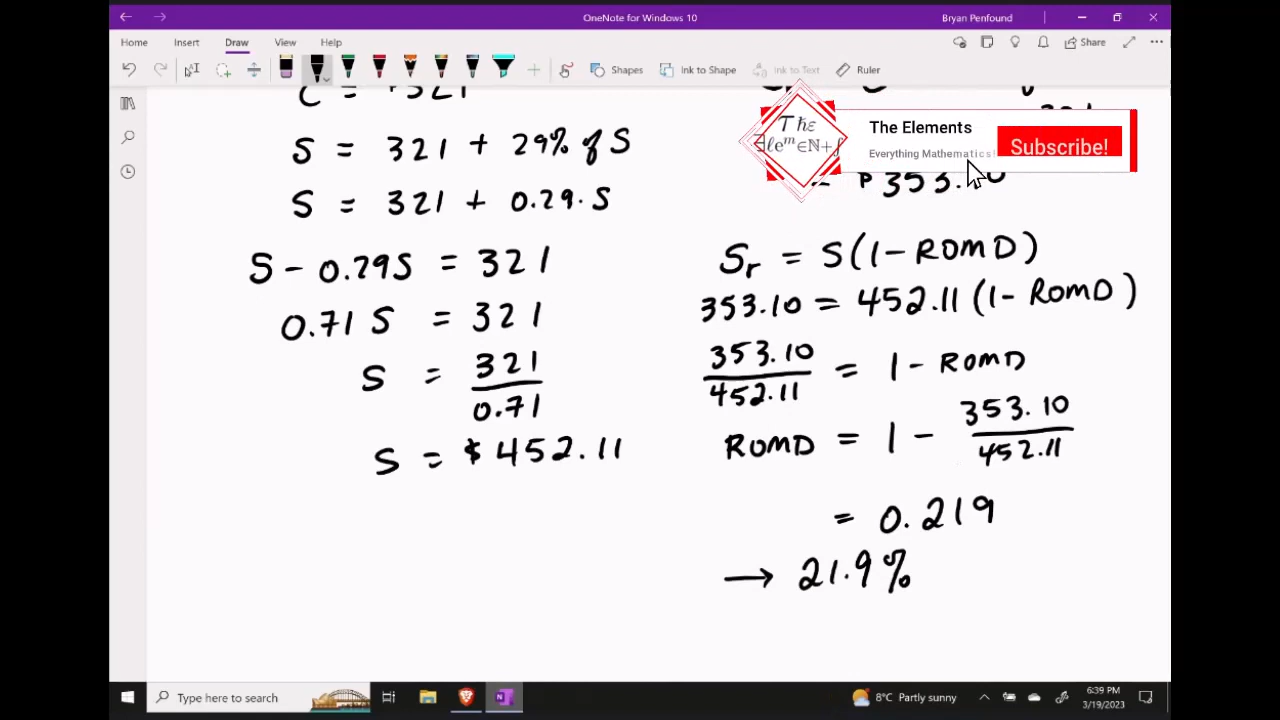 OneNote for Windows 10
Bryan Penfound
Home Insert Draw View Help
Share
Shapes Ink to Shape Ink to Text Ruler
C = $321
S = 321 + 29% of S
S = 321 + 0.29·S
S - 0.29S = 321
0.71 S = 321
S = 321/0.71
S = $452.11
The Elements
Everything Mathematics!
Subscribe!
Sr = S(1 - ROMD)
353.10 = 452.11 (1 - ROMD)
353.10/452.11 = 1 - ROMD
ROMD = 1 - 353.10/452.11
= 0.219
→ 21.9%
Type here to search
8°C Partly sunny
6:39 PM
3/19/2023